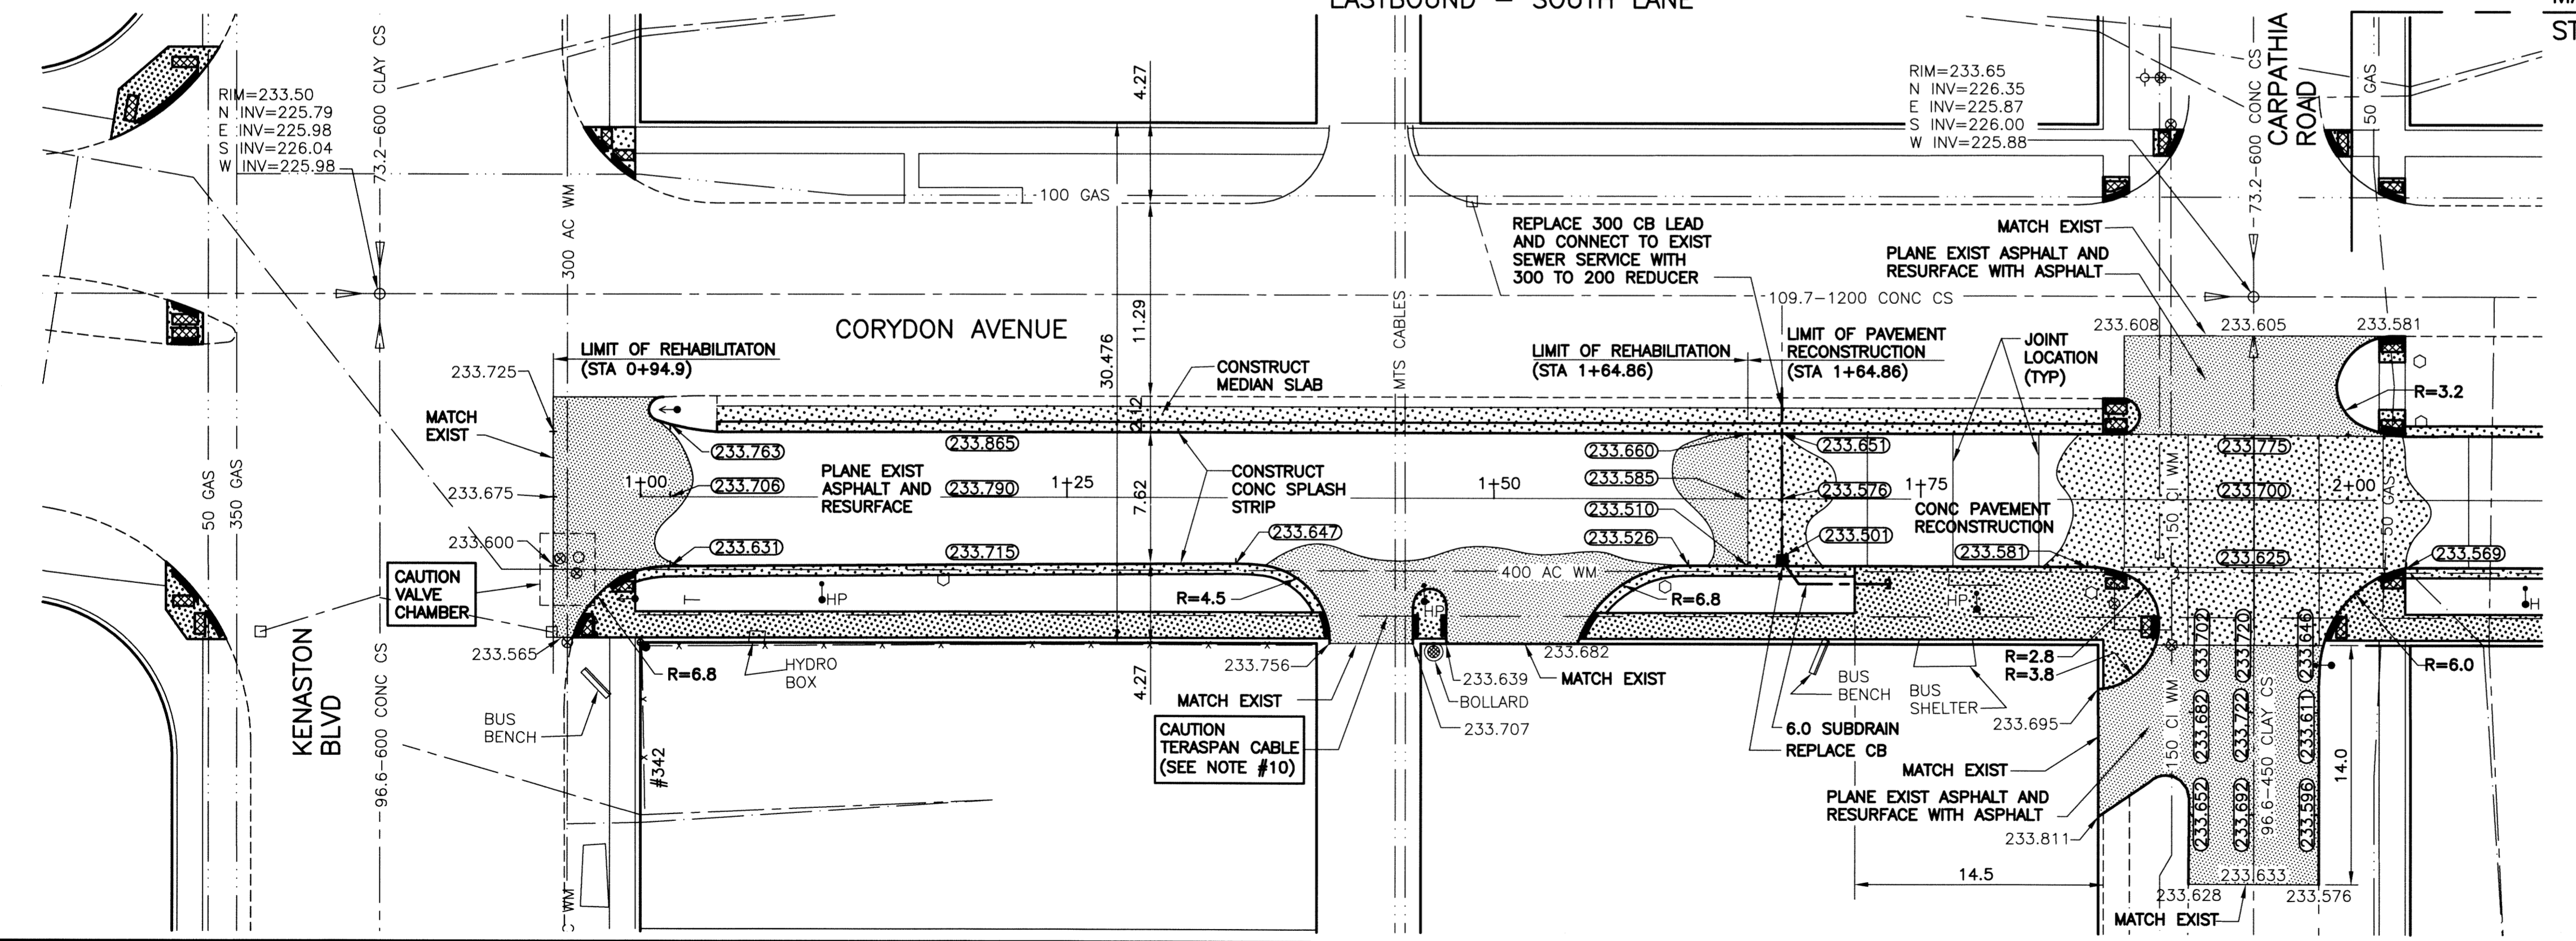 EASTBOUND – SOUTH LANE
RIM=233.50
N INV=225.79
E INV=225.98
S INV=226.04
W INV=225.98
73.2-600 CLAY CS
300 AC WM
4.27
100 GAS
RIM=233.65
N INV=226.35
E INV=225.87
S INV=226.00
W INV=225.88
73.2-600 CONC CS
CARPATHIA
ROAD
50 GAS
ST
MATCH EXIST
PLANE EXIST ASPHALT AND
RESURFACE WITH ASPHALT
REPLACE 300 CB LEAD
AND CONNECT TO EXIST
SEWER SERVICE WITH
300 TO 200 REDUCER
109.7-1200 CONC CS
CORYDON AVENUE
30.476
11.29
MTS CABLES
LIMIT OF REHABILITATON
(STA 0+94.9)
CONSTRUCT
MEDIAN SLAB
LIMIT OF REHABILITATION
(STA 1+64.86)
LIMIT OF PAVEMENT
RECONSTRUCTION
(STA 1+64.86)
JOINT
LOCATION
(TYP)
233.608
233.605
233.581
R=3.2
233.725
MATCH
EXIST
2.12
233.763
233.865
233.660
233.651
233.775
PLANE EXIST
ASPHALT AND
RESURFACE
CONSTRUCT
CONC SPLASH
STRIP
233.675
1+00
233.706
233.790
1+25
7.62
1+50
233.585
233.576
1+75
233.700
2+00
CONC PAVEMENT
RECONSTRUCTION
233.510
233.600
233.631
233.715
233.647
233.526
233.501
233.581
233.625
233.569
50 GAS
350 GAS
150 CI WM
50 GAS
CAUTION
VALVE
CHAMBER
HP
R=4.5
400 AC WM
HP
R=6.8
HP
H
KENASTON
BLVD
96.6-600 CONC CS
233.565
R=6.8
HYDRO
BOX
BUS
BENCH
#342
4.27
233.756
MATCH EXIST
CAUTION
TERASPAN CABLE
(SEE NOTE #10)
233.682
MATCH EXIST
233.639
BOLLARD
233.707
BUS
BENCH
BUS
SHELTER
R=2.8
R=3.8
233.695
6.0 SUBDRAIN
REPLACE CB
MATCH EXIST
PLANE EXIST ASPHALT AND
RESURFACE WITH ASPHALT
233.811
150 CI WM
233.702
233.720
233.646
233.682
233.722
233.611
233.652
233.692
233.596
96.6-450 CLAY CS
R=6.0
14.0
14.5
233.633
233.628
233.576
MATCH EXIST
WM